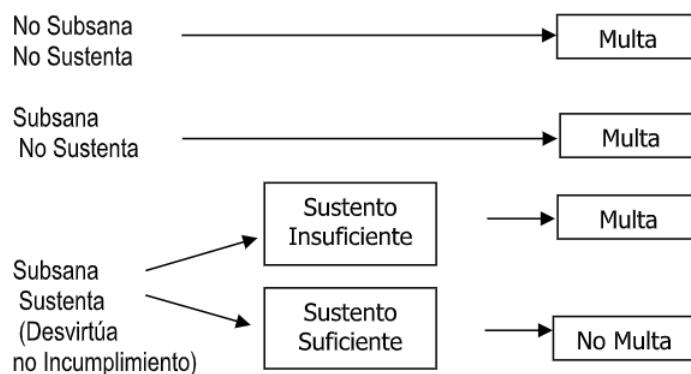 No Subsana
No Sustenta
Multa
Subsana
No Sustenta
Multa
Sustento
Insuficiente
Multa
Subsana
Sustenta
(Desvirtúa
no Incumplimiento)
Sustento
Suficiente
No Multa